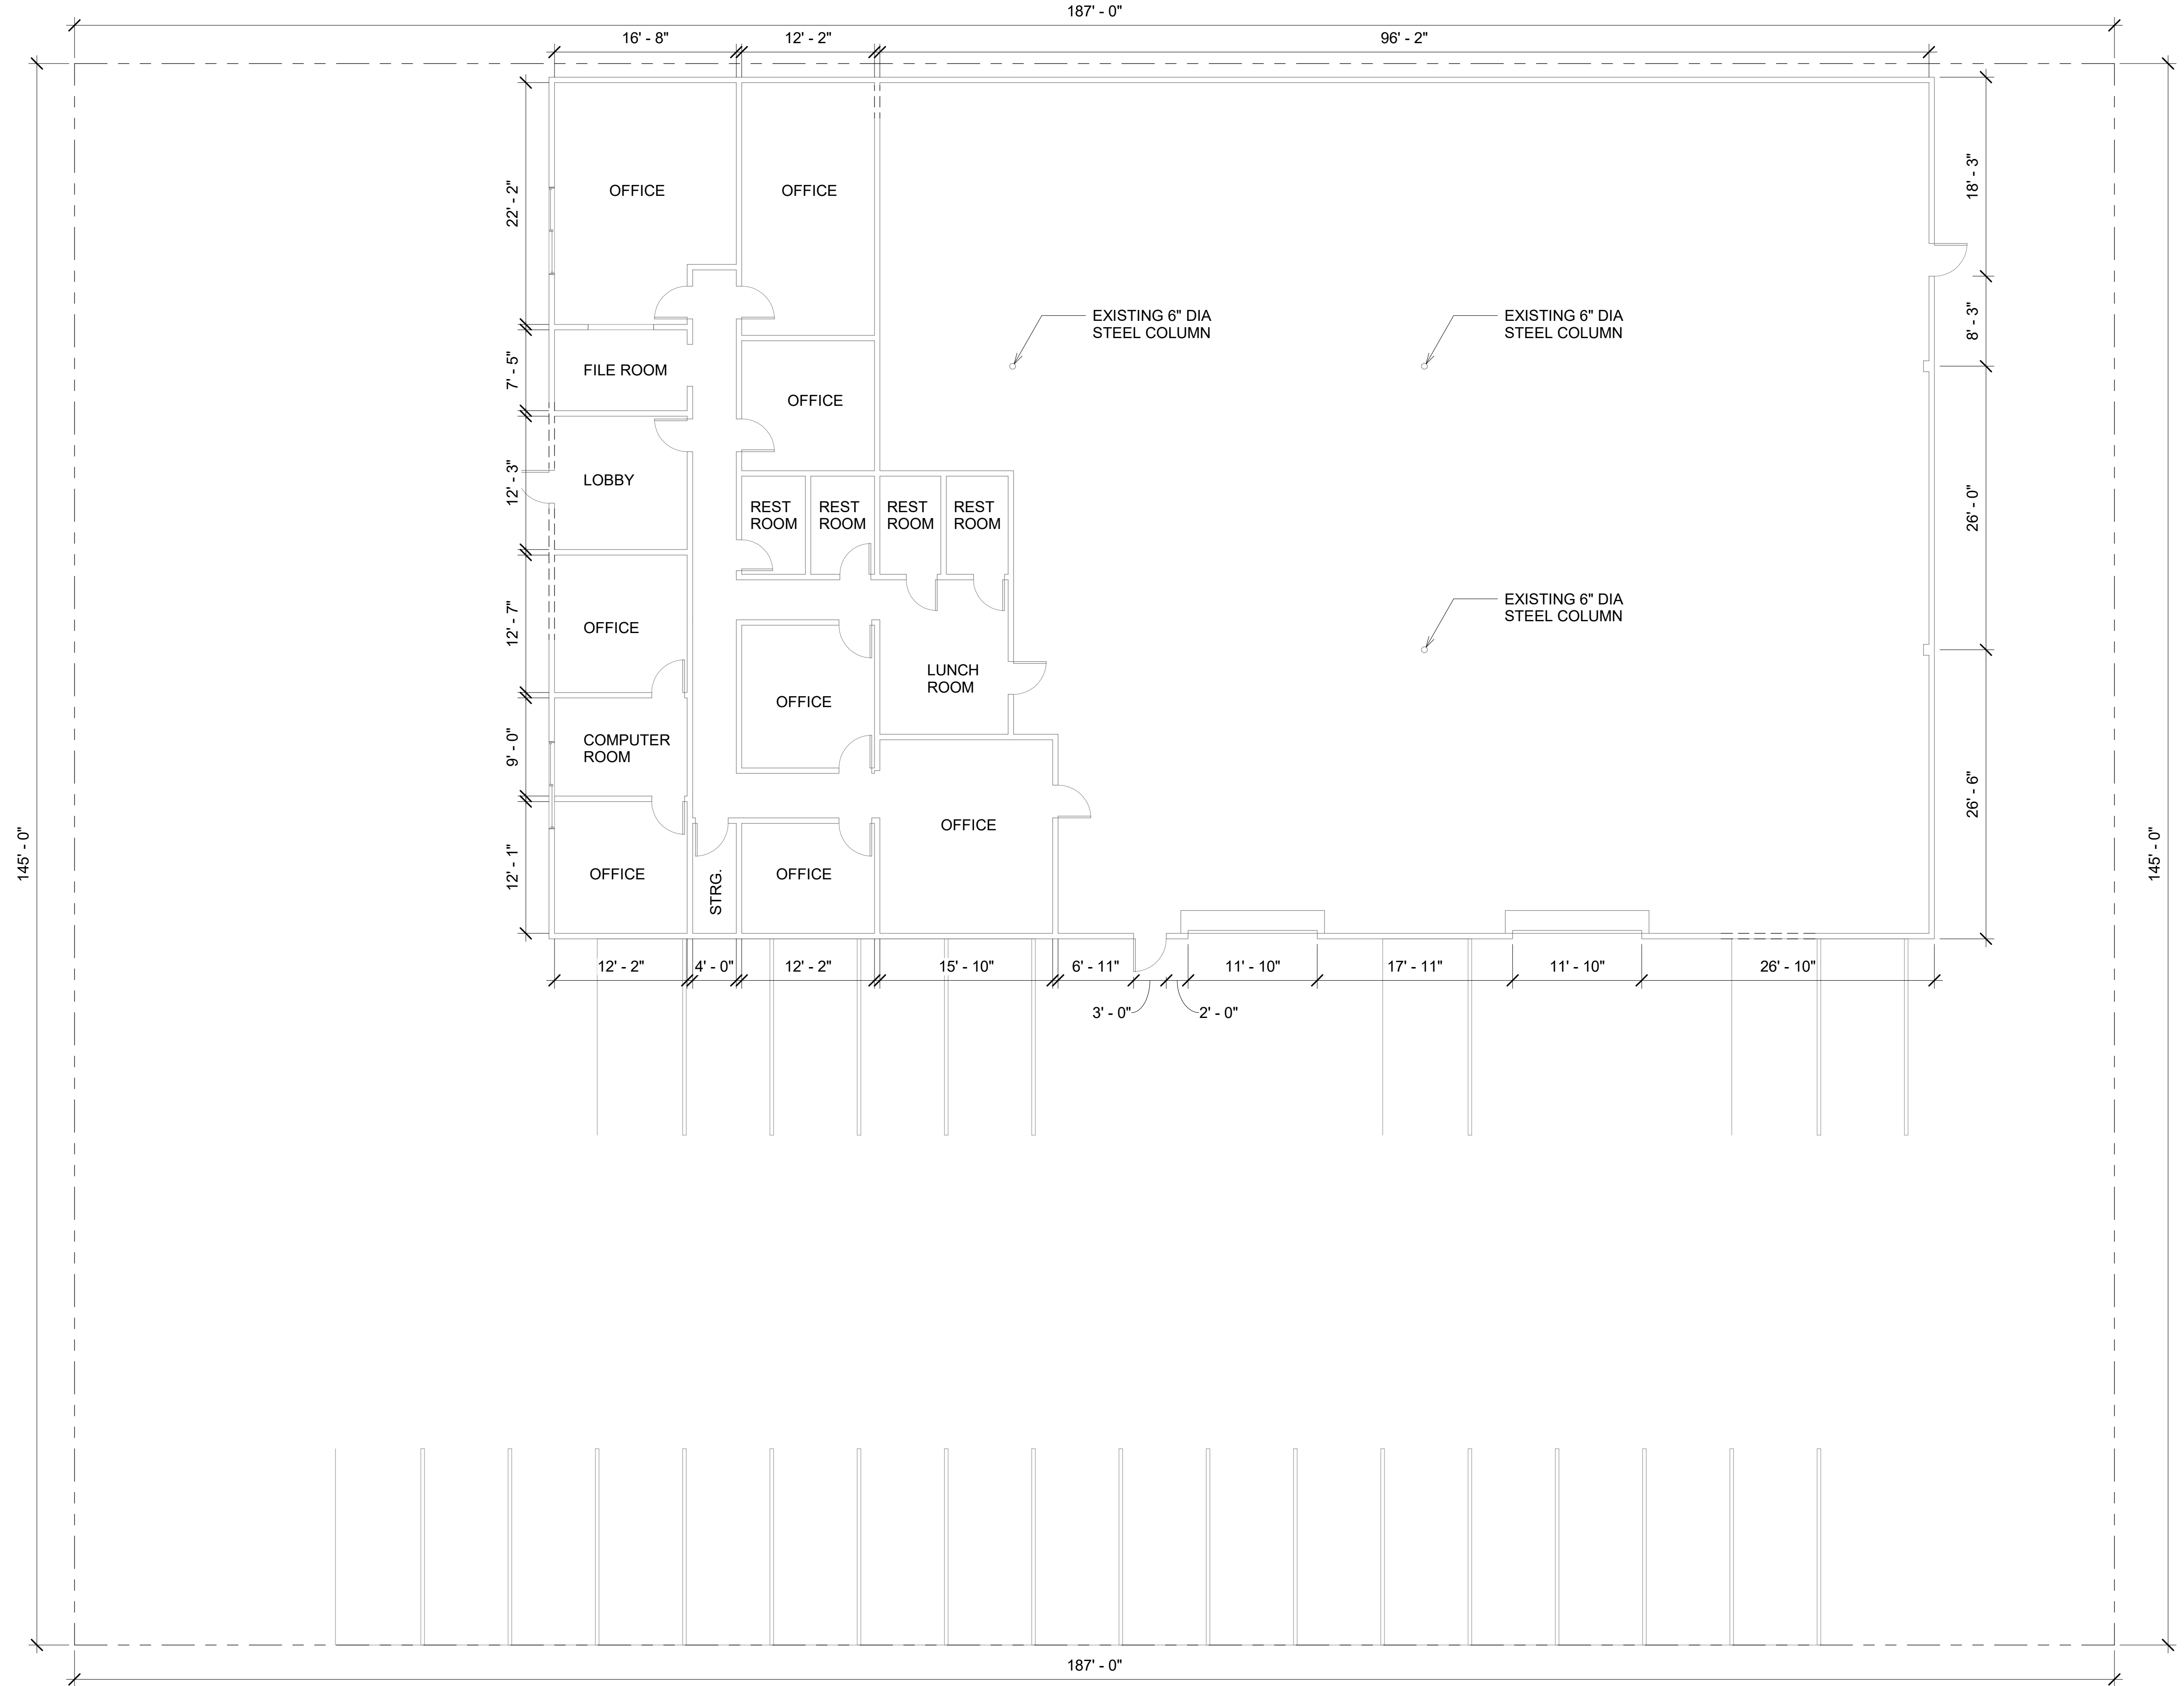 187' - 0"
16' - 8"
12' - 2"
96' - 2"
22' - 2"
18' - 3"
OFFICE
OFFICE
EXISTING 6" DIA
STEEL COLUMN
EXISTING 6" DIA
STEEL COLUMN
8' - 3"
7' - 5"
FILE ROOM
OFFICE
12' - 3"
LOBBY
REST
ROOM
REST
ROOM
REST
ROOM
REST
ROOM
26' - 0"
12' - 7"
OFFICE
EXISTING 6" DIA
STEEL COLUMN
LUNCH
ROOM
OFFICE
9' - 0"
COMPUTER
ROOM
26' - 6"
OFFICE
145' - 0"
145' - 0"
12' - 1"
OFFICE
STRG.
OFFICE
12' - 2"
4' - 0"
12' - 2"
15' - 10"
6' - 11"
11' - 10"
17' - 11"
11' - 10"
26' - 10"
3' - 0"
2' - 0"
187' - 0"